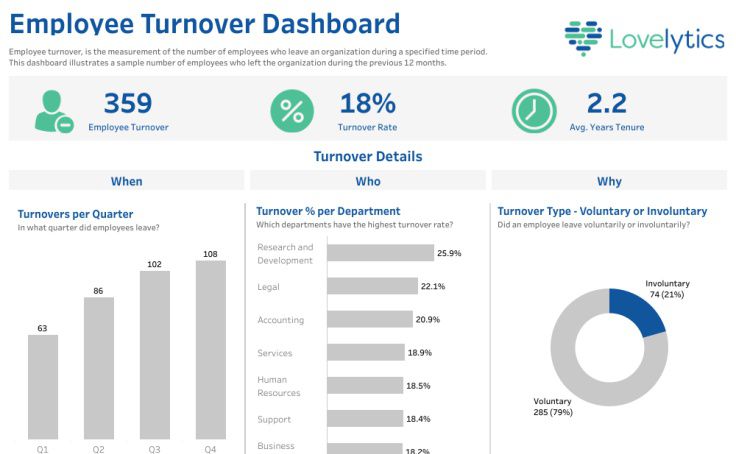 Employee Turnover Dashboard
Lovelytics
Employee turnover, is the measurement of the number of employees who leave an organization during a specified time period.
This dashboard illustrates a sample number of employees who left the organization during the previous 12 months.
359
Employee Turnover
%
18%
Turnover Rate
2.2
Avg. Years Tenure
Turnover Details
When
Who
Why
Turnovers per Quarter
In what quarter did employees leave?
63
86
102
108
Q1
Q2
Q3
Q4
Turnover % per Department
Which departments have the highest turnover rate?
Research and
Development
25.9%
Legal
22.1%
Accounting
20.9%
Services
18.9%
Human
Resources
18.5%
Support
18.4%
Business
18.2%
Turnover Type - Voluntary or Involuntary
Did an employee leave voluntarily or involuntarily?
Involuntary
74 (21%)
Voluntary
285 (79%)